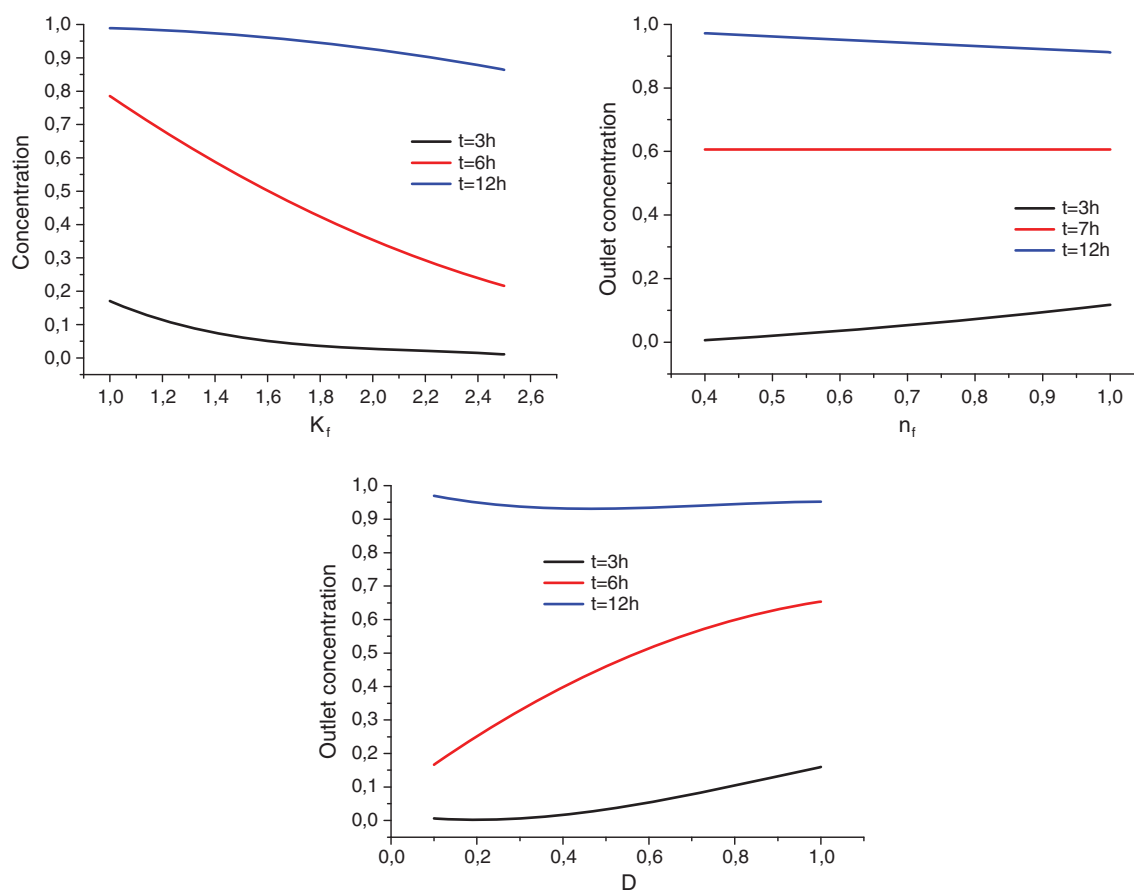 1,0
0,9
0,8
0,7
0,6
0,5
0,4
0,3
0,2
0,1
0,0
Concentration
t=3h
t=6h
t=12h
1,0 1,2 1,4 1,6 1,8 2,0 2,2 2,4 2,6
K_f
1,0
0,8
0,6
0,4
0,2
0,0
Outlet concentration
t=3h
t=7h
t=12h
0,4 0,5 0,6 0,7 0,8 0,9 1,0
n_f
1,0
0,9
0,8
0,7
0,6
0,5
0,4
0,3
0,2
0,1
0,0
Outlet concentration
t=3h
t=6h
t=12h
0,0 0,2 0,4 0,6 0,8 1,0
D